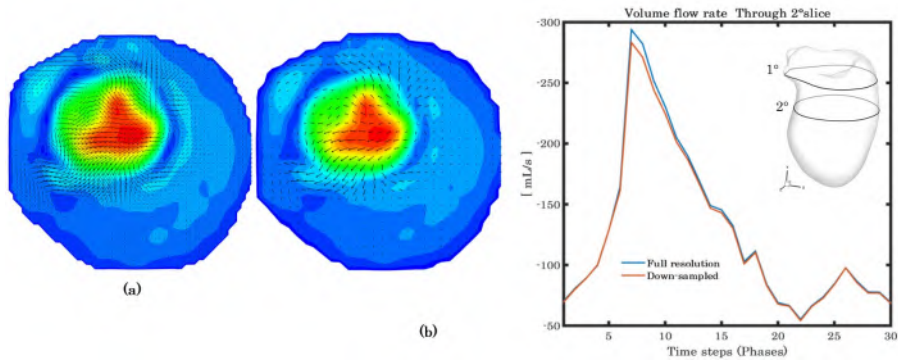 Volume flow rate Through 2°slice
-300
-250
-200
-150
-100
-50
[ mL/s ]
1°
2°
Full resolution
Down-sampled
5 10 15 20 25 30
Time steps (Phases)
(a)
(b)